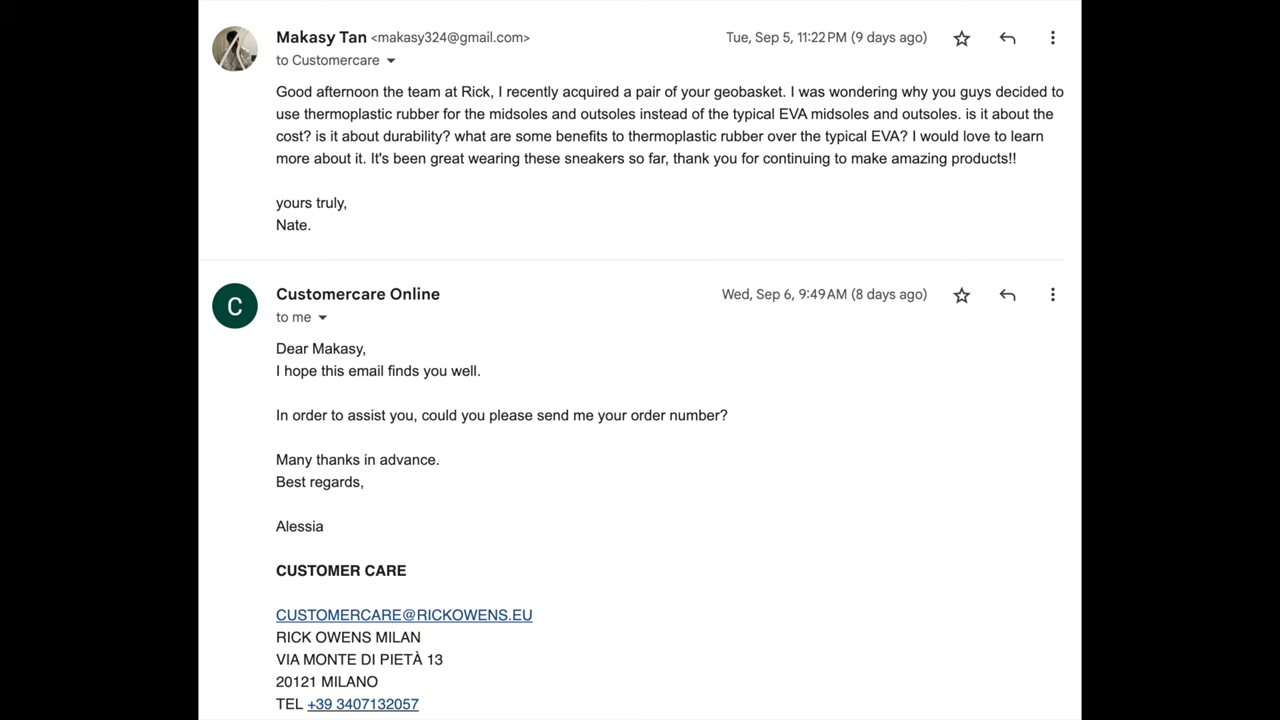 Makasy Tan <makasy324@gmail.com> Tue, Sep 5, 11:22 PM (9 days ago)
to Customercare
Good afternoon the team at Rick, I recently acquired a pair of your geobasket. I was wondering why you guys decided to
use thermoplastic rubber for the midsoles and outsoles instead of the typical EVA midsoles and outsoles. is it about the
cost? is it about durability? what are some benefits to thermoplastic rubber over the typical EVA? I would love to learn
more about it. It's been great wearing these sneakers so far, thank you for continuing to make amazing products!!
yours truly,
Nate.
C
Customercare Online Wed, Sep 6, 9:49 AM (8 days ago)
to me
Dear Makasy,
I hope this email finds you well.
In order to assist you, could you please send me your order number?
Many thanks in advance.
Best regards,
Alessia
CUSTOMER CARE
CUSTOMERCARE@RICKOWENS.EU
RICK OWENS MILAN
VIA MONTE DI PIETÀ 13
20121 MILANO
TEL +39 3407132057